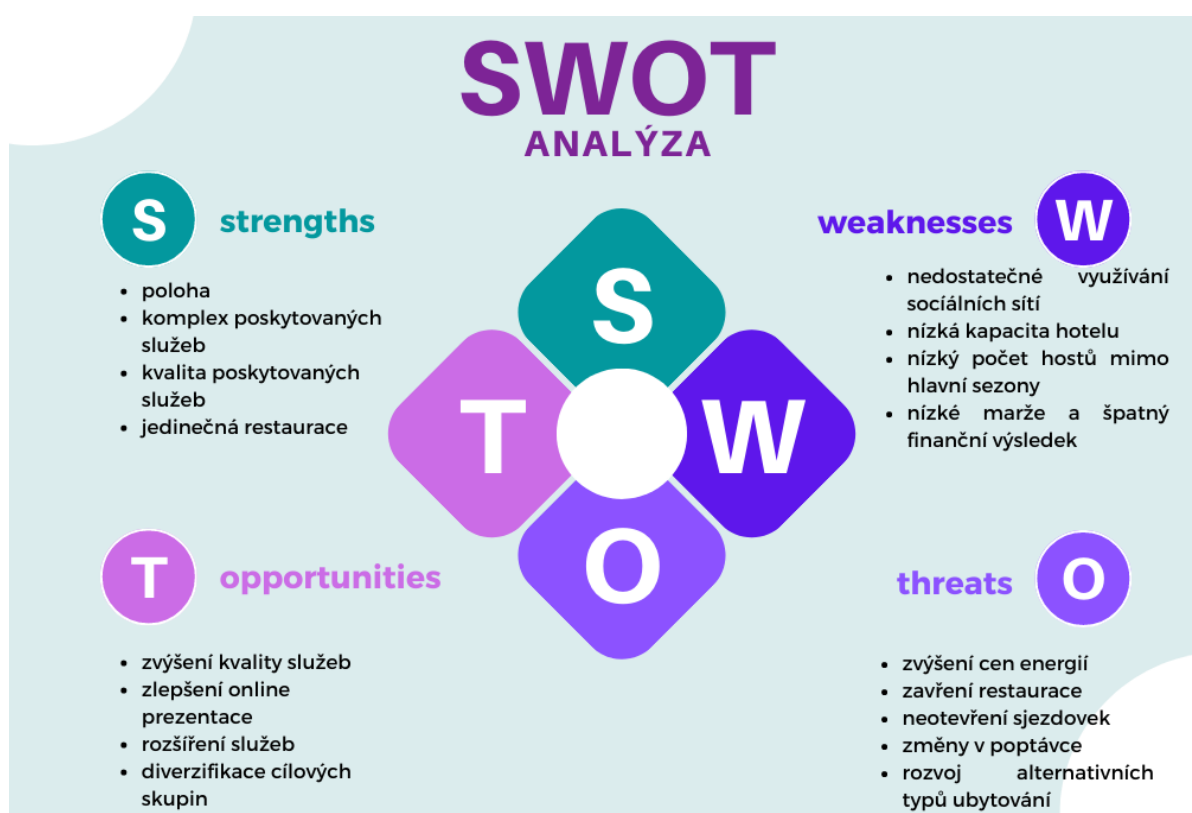 SWOT
ANALÝZA
S
strengths
• poloha
• komplex poskytovaných
služeb
• kvalita poskytovaných
služeb
• jedinečná restaurace
weaknesses
W
• nedostatečné využívání
sociálních sítí
• nízká kapacita hotelu
• nízký počet hostů mimo
hlavní sezony
• nízké marže a špatný
finanční výsledek
S
T
W
O
T
opportunities
• zvýšení kvality služeb
• zlepšení online
prezentace
• rozšíření služeb
• diverzifikace cílových
skupin
threats
O
• zvýšení cen energií
• zavření restaurace
• neotevření sjezdovek
• změny v poptávce
• rozvoj alternativních
typů ubytování